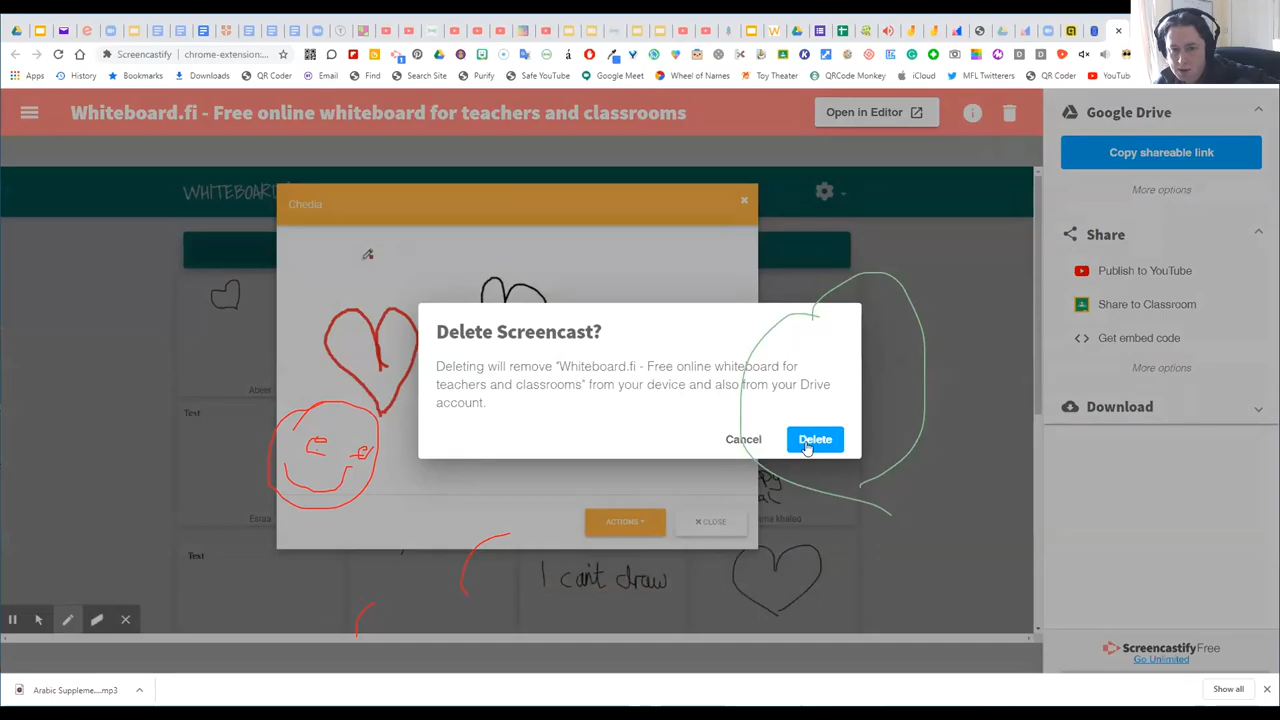 Screencastify
chrome-extension:...
Apps
History
Bookmarks
Downloads
QR Coder
Email
Find
Search Site
Purify
Safe YouTube
Google Meet
Wheel of Names
Toy Theater
QRCode Monkey
iCloud
MFL Twitterers
QR Coder
YouTub
Whiteboard.fi - Free online whiteboard for teachers and classrooms
Open in Editor
Google Drive
Copy shareable link
More options
Share
Publish to YouTube
Share to Classroom
Get embed code
More options
Download
WHITEBOARD
Chedia
Delete Screencast?
Deleting will remove "Whiteboard.fi - Free online whiteboard for
teachers and classrooms" from your device and also from your Drive
account.
Cancel
Delete
Text
ACTIONS
CLOSE
khaled
Text
I can't draw
Screencastify Free
Go Unlimited
Arabic Suppleme....mp3
Show all